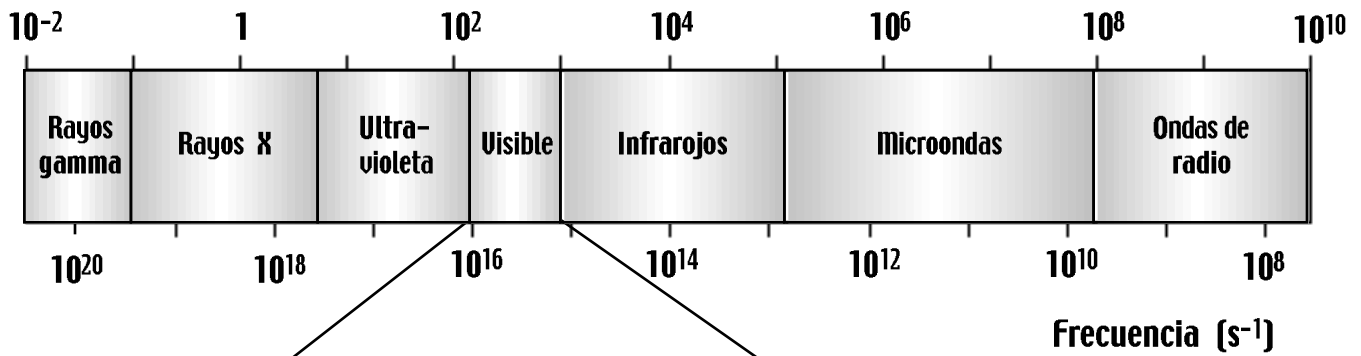 10⁻² 1 10² 10⁴ 10⁶ 10⁸ 10¹⁰
Rayos gamma
Rayos X
Ultra-violeta
Visible
Infrarojos
Microondas
Ondas de radio
10²⁰ 10¹⁸ 10¹⁶ 10¹⁴ 10¹² 10¹⁰ 10⁸
Frecuencia (s⁻¹)